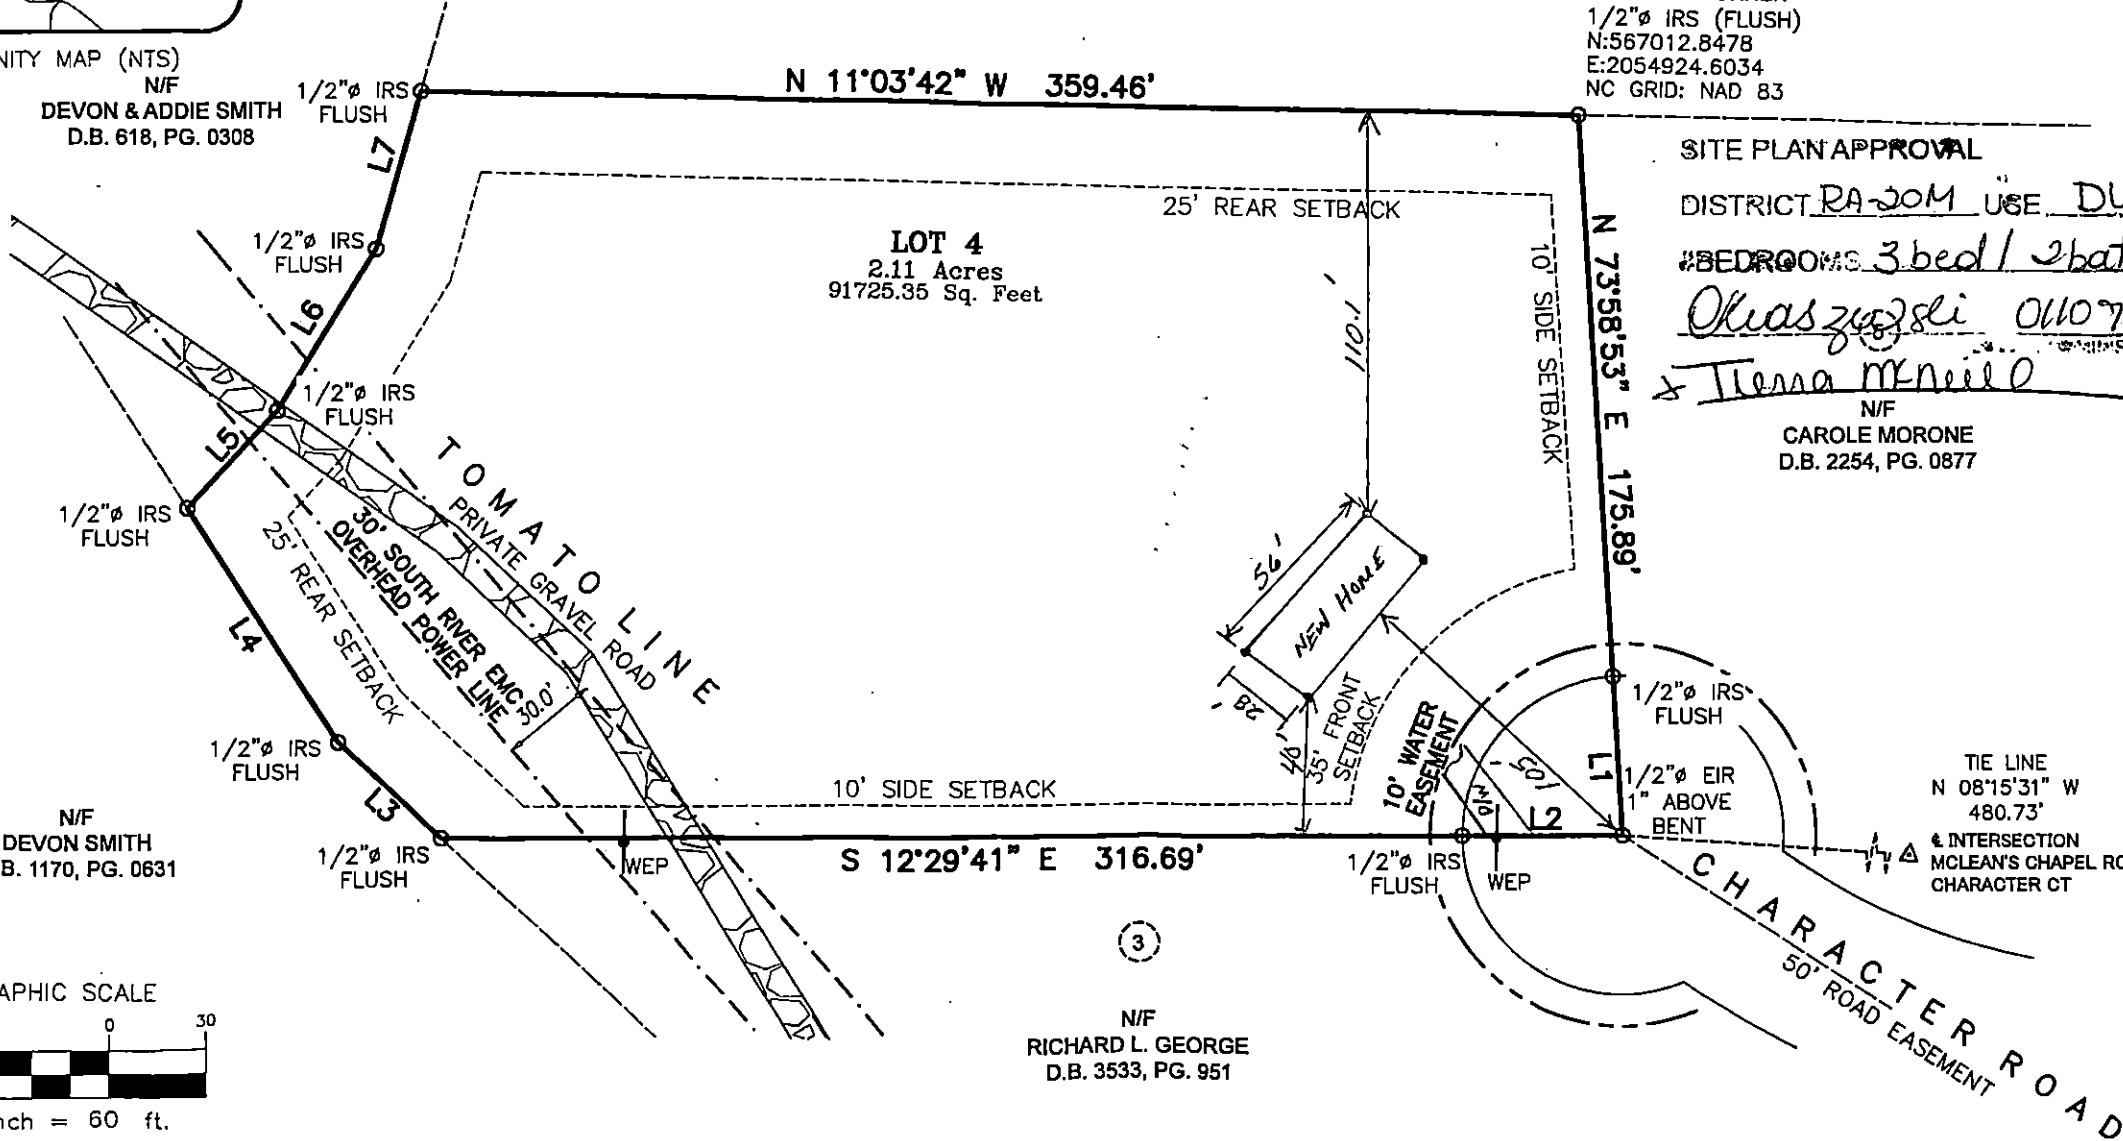 NITY MAP (NTS)
N/F
DEVON & ADDIE SMITH
D.B. 618, PG. 0308
1/2"ø IRS
FLUSH
N 11°03'42" W 359.46'
1/2"ø IRS (FLUSH)
N:567012.8478
E:2054924.6034
NC GRID: NAD 83
SITE PLAN APPROVAL
DISTRICT RA-20M USE
#BEDROOMS 3 bed / 2 bat
Tierra McNeill
N/F
CAROLE MORONE
D.B. 2254, PG. 0877
L7
25' REAR SETBACK
LOT 4
2.11 Acres
91725.35 Sq. Feet
10' SIDE SETBACK
N 73°58'53" E 175.89'
1/2"ø IRS
FLUSH
L6
110.1'
1/2"ø IRS
FLUSH
L5
1/2"ø IRS
FLUSH
TOMATO LINE
PRIVATE GRAVEL ROAD
30' SOUTH RIVER EMC'S
OVERHEAD POWER LINE
25' REAR SETBACK
30.0'
L4
56'
NEW HOME
28'
40'
35' FRONT
SETBACK
10' WATER
EASEMENT
105'
D/W
1/2"ø IRS
FLUSH
L1
1/2"ø EIR
1" ABOVE
BENT
L2
TIE LINE
N 08°15'31" W
480.73'
℄ INTERSECTION
MCLEAN'S CHAPEL RO
CHARACTER CT
1/2"ø IRS
FLUSH
L3
10' SIDE SETBACK
N/F
DEVON SMITH
B. 1170, PG. 0631
1/2"ø IRS
FLUSH
WEP
S 12°29'41" E 316.69'
1/2"ø IRS
FLUSH
WEP
CHARACTER ROAD
50' ROAD EASEMENT
3
N/F
RICHARD L. GEORGE
D.B. 3533, PG. 951
APHIC SCALE
0 30
nch = 60 ft.